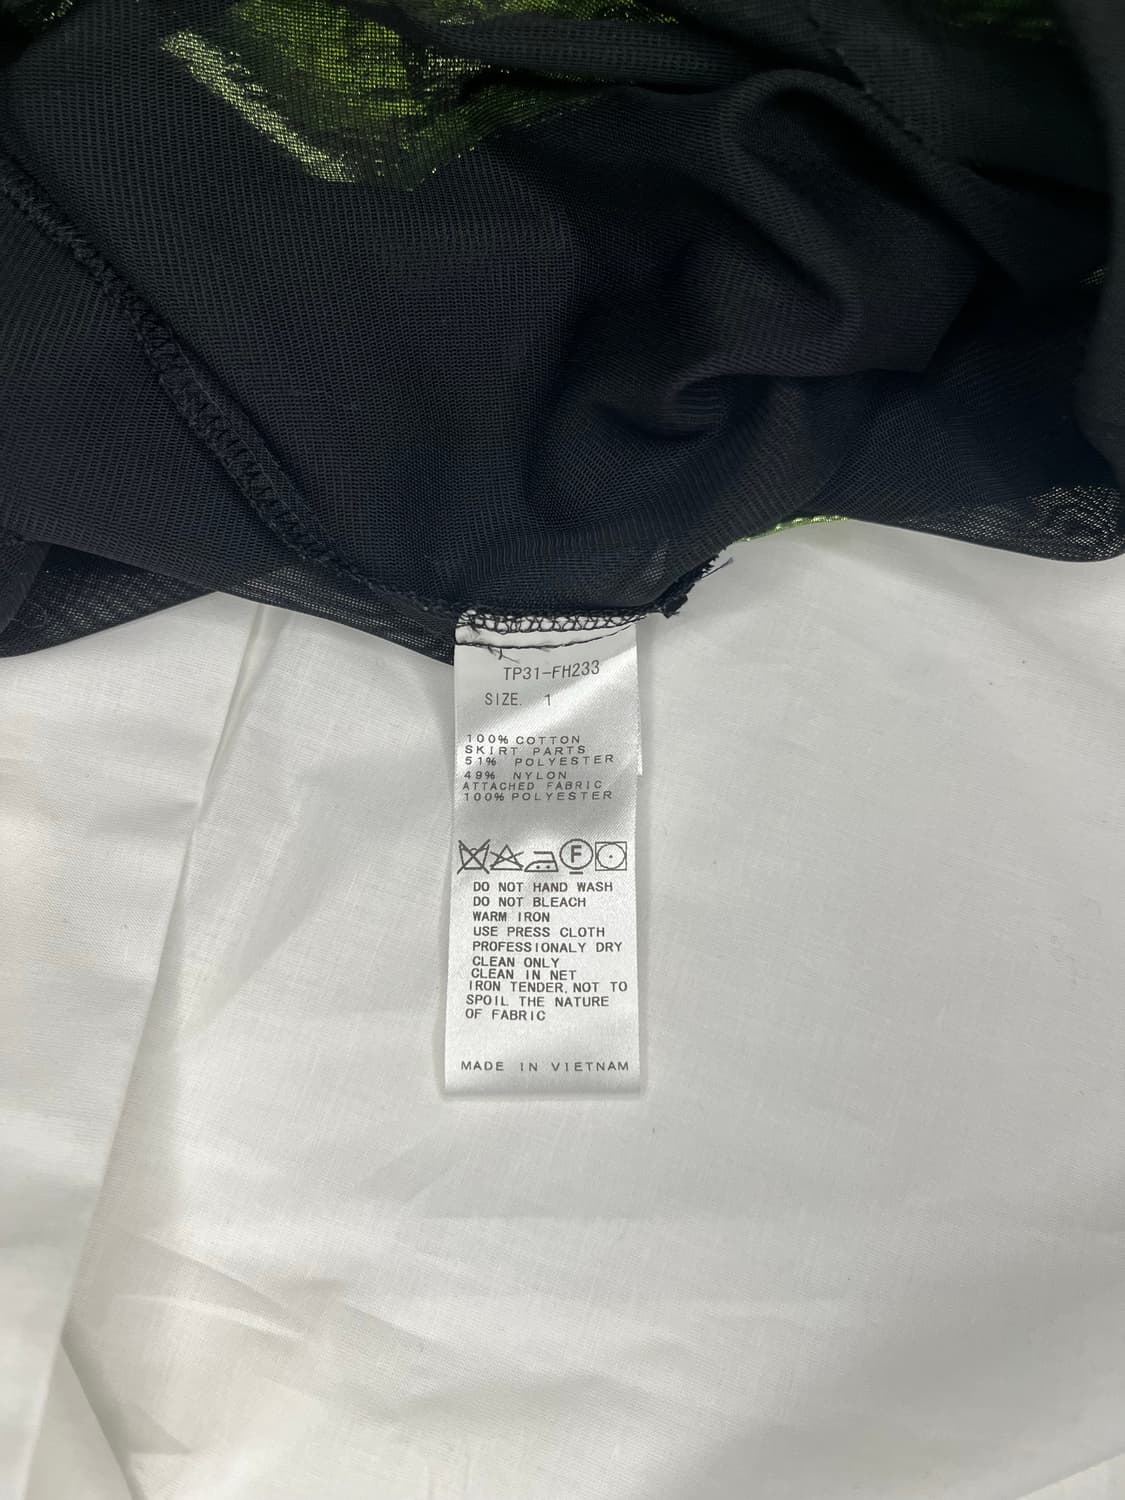 TP31-FH233
SIZE. 1
100% COTTON
SKIRT PARTS
51% POLYESTER
49% NYLON
ATTACHED FABRIC
100% POLYESTER
F
DO NOT HAND WASH
DO NOT BLEACH
WARM IRON
USE PRESS CLOTH
PROFESSIONALY DRY
CLEAN ONLY
CLEAN IN NET
IRON TENDER, NOT TO
SPOIL THE NATURE
OF FABRIC
MADE IN VIETNAM